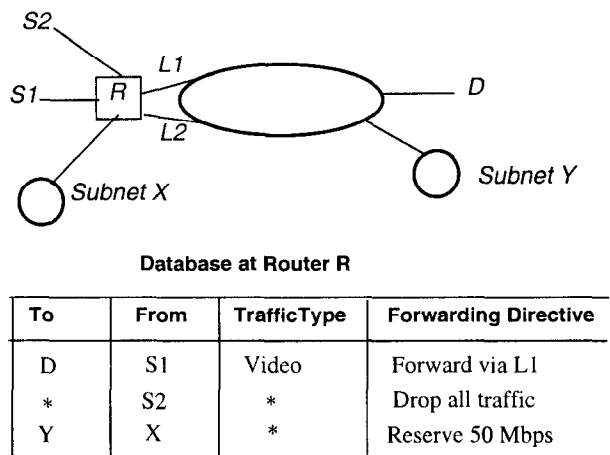 S2
L1
S1
R
D
L2
Subnet X
Subnet Y
Database at Router R
To From TrafficType Forwarding Directive
D S1 Video Forward via L1
* S2 * Drop all traffic
Y X * Reserve 50 Mbps